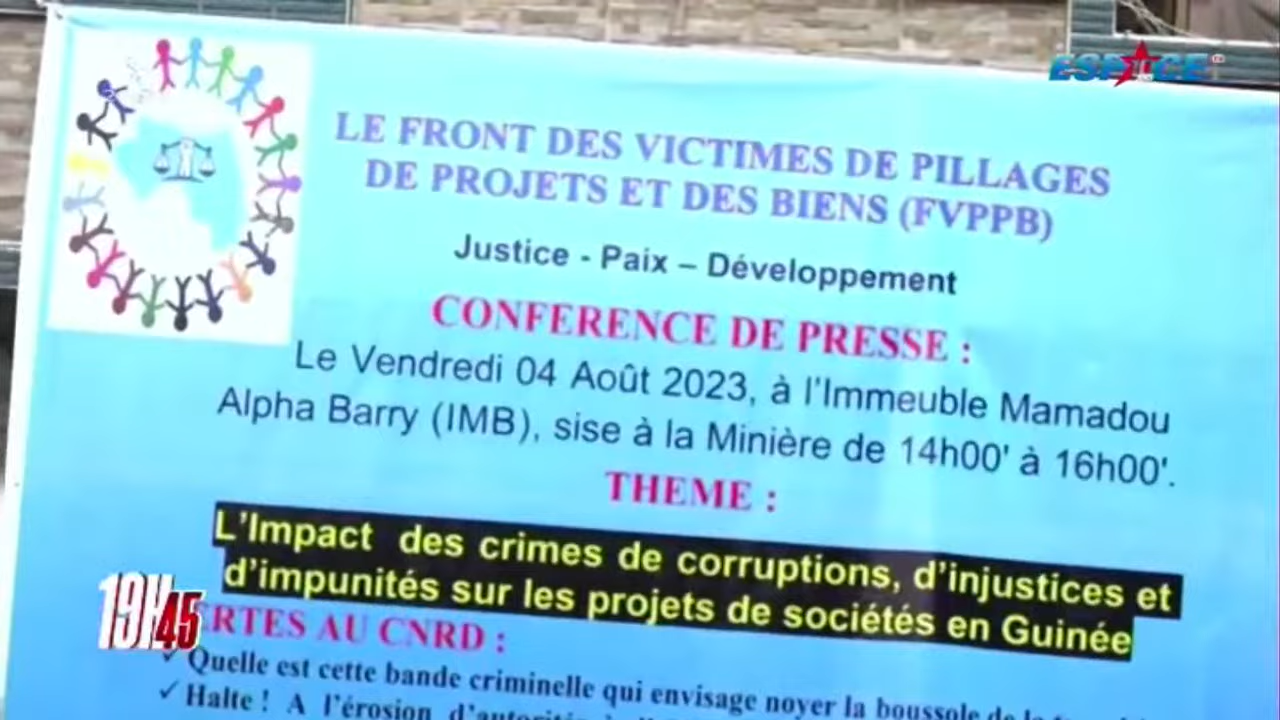 ESPACE
LE FRONT DES VICTIMES DE PILLAGES
DE PROJETS ET DES BIENS (FVPPB)
Justice - Paix – Développement
CONFERENCE DE PRESSE :
Le Vendredi 04 Août 2023, à l'Immeuble Mamadou
Alpha Barry (IMB), sise à la Minière de 14h00' à 16h00'.
THEME :
L'Impact des crimes de corruptions, d'injustices et
d'impunités sur les projets de sociétés en Guinée
19H45
AU CNRD :
✓ Quelle est cette bande criminelle qui envisage noyer la boussole de la
✓ Halte ! A l'érosion